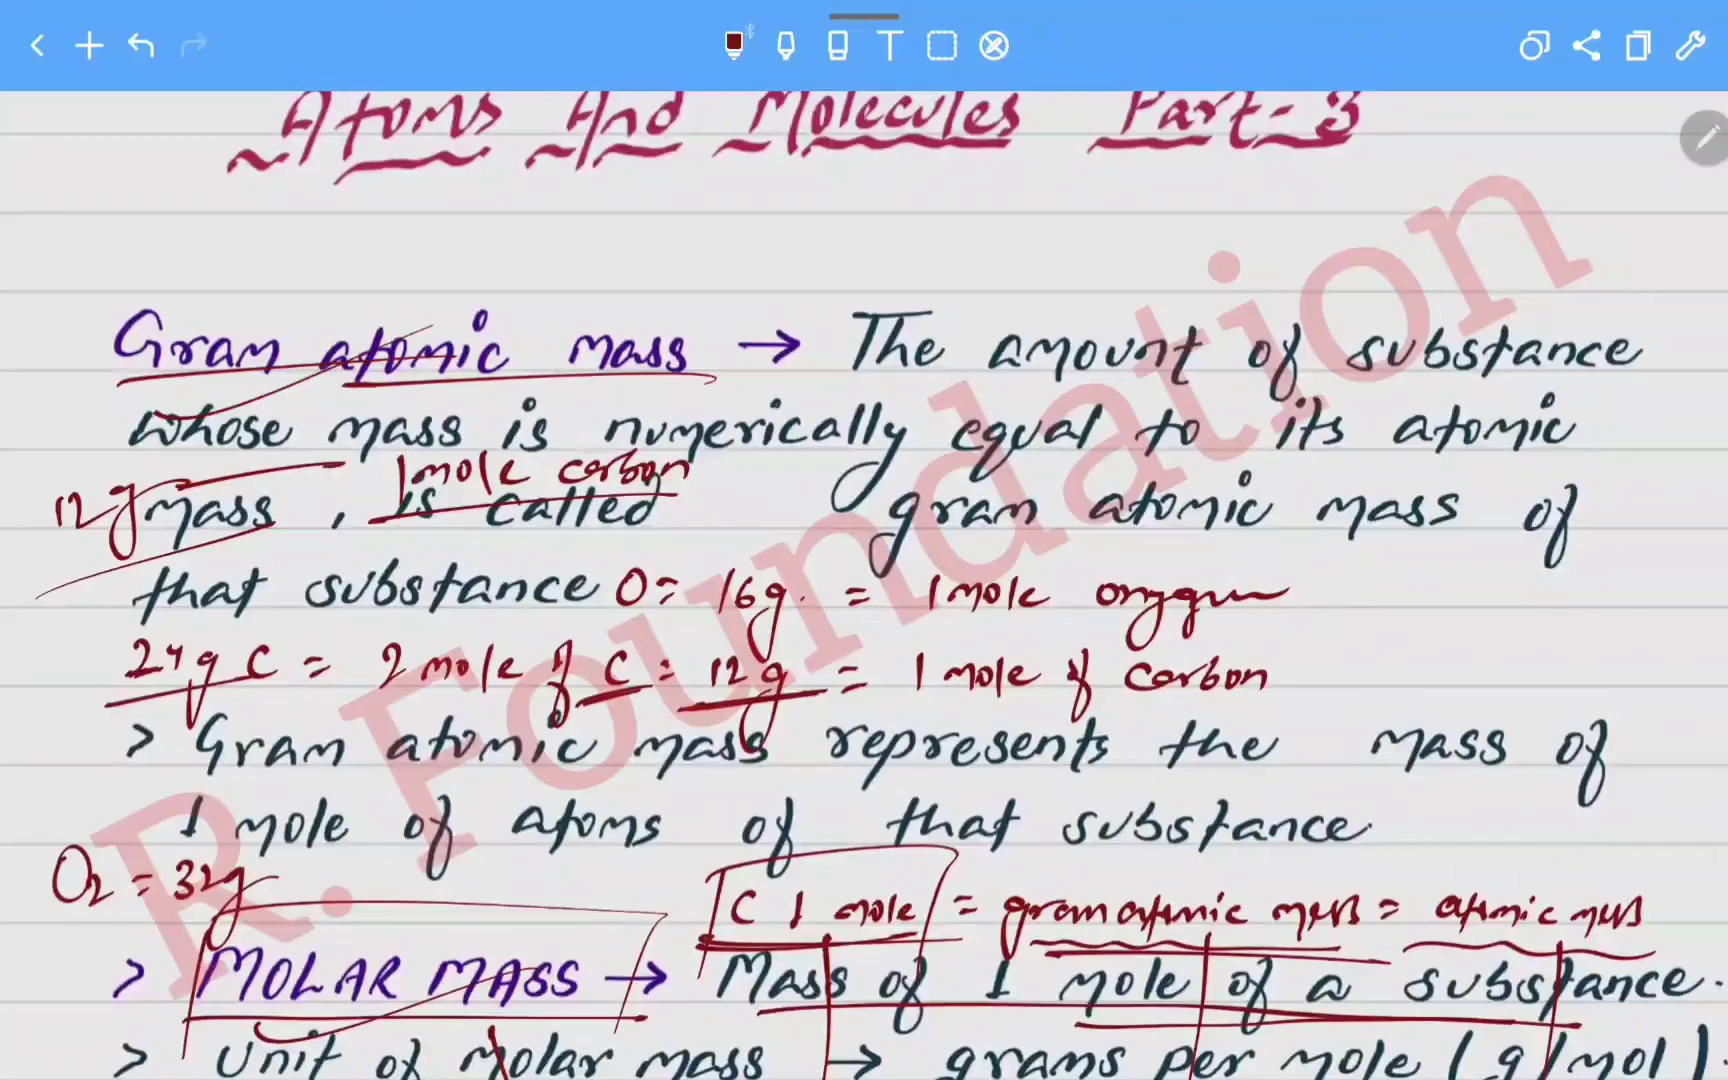 Atoms And Molecules Part-3
Gram atomic mass → The amount of substance
whose mass is numerically equal to its atomic
1 mole carbon
12g
mass, is called gram atomic mass of
that substance O = 16g. = 1 mole oxygen
24g C = 2 mole of C = 12g = 1 mole of carbon
> Gram atomic mass represents the mass of
1 mole of atoms of that substance.
O2 = 32g
C 1 mole = gram atomic mass = atomic mass
> MOLAR MASS → Mass of 1 mole of a substance.
> Unit of Molar mass → grams per mole (g/mol).
R. Foundation